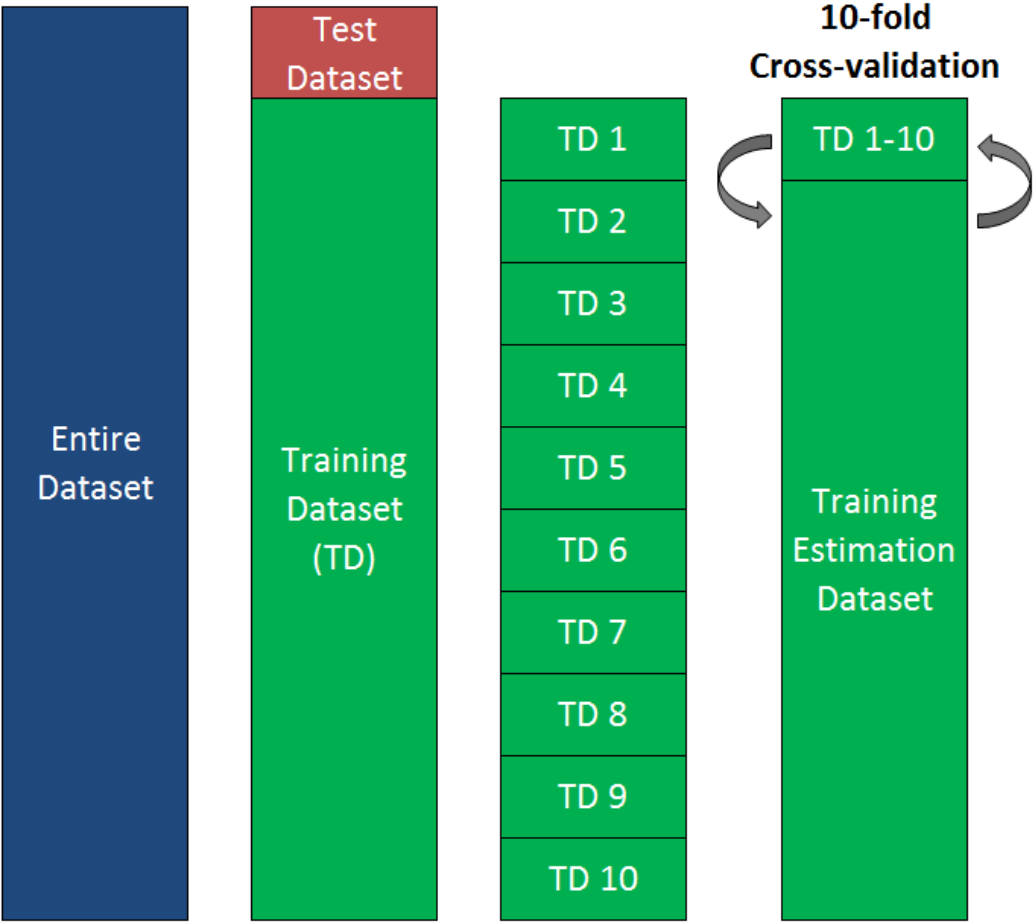 Entire
Dataset
Test
Dataset
Training
Dataset
(TD)
TD 1
TD 2
TD 3
TD 4
TD 5
TD 6
TD 7
TD 8
TD 9
TD 10
10-fold
Cross-validation
TD 1-10
Training
Estimation
Dataset